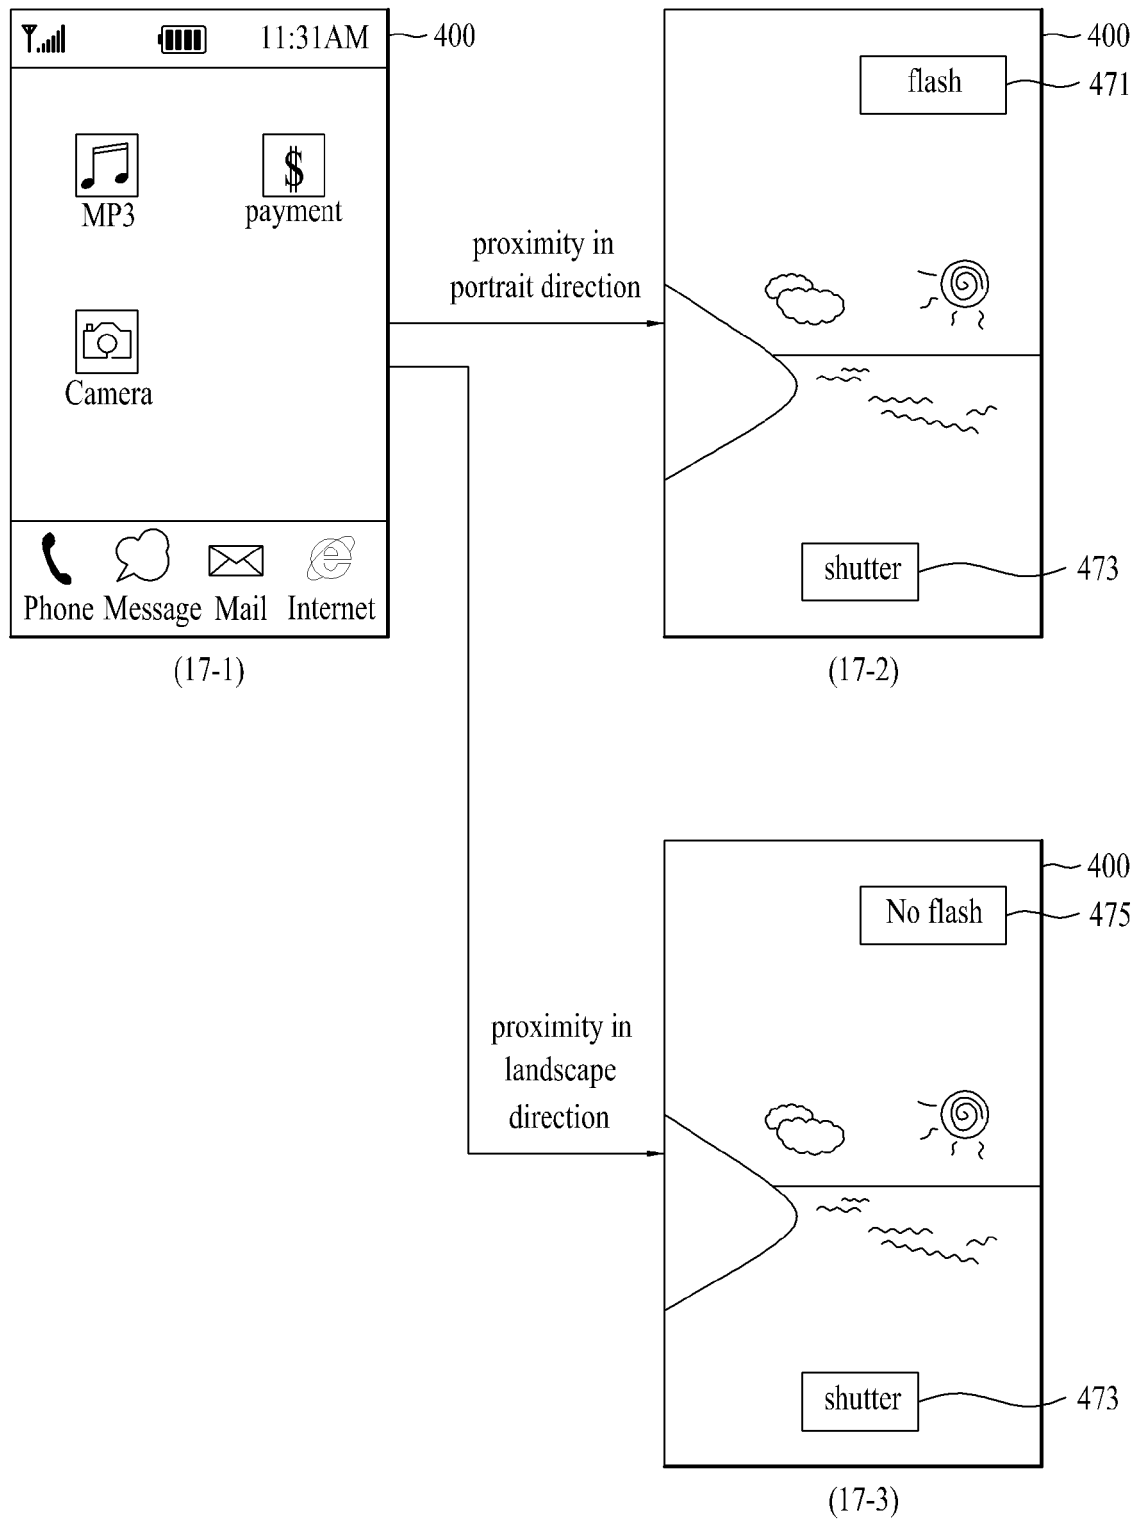 11:31AM
400
MP3
payment
Camera
Phone Message Mail Internet
(17-1)
proximity in
portrait direction
400
flash
471
shutter
473
(17-2)
proximity in
landscape
direction
400
No flash
475
shutter
473
(17-3)